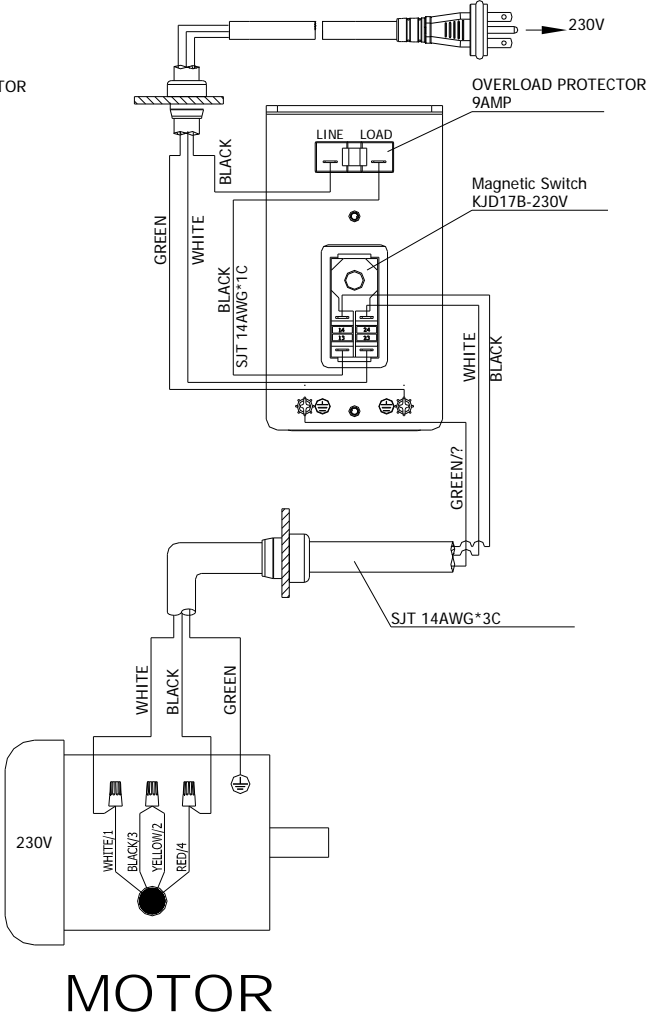 230V
TOR
OVERLOAD PROTECTOR
9AMP
LINE LOAD
BLACK
Magnetic Switch
KJD17B-230V
GREEN
WHITE
BLACK
SJT 14AWG*1C
14 24
13 23
WHITE
BLACK
GREEN/?
SJT 14AWG*3C
WHITE
BLACK
GREEN
230V
WHITE/1
BLACK/3
YELLOW/2
RED/4
MOTOR